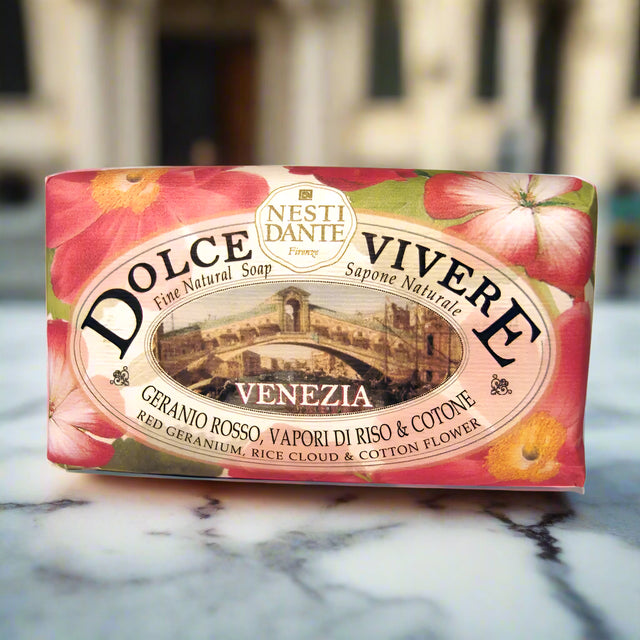 NESTI
DANTE
Firenze
DOLCE VIVERE
Fine Natural Soap
Sapone Naturale
VENEZIA
GERANIO ROSSO, VAPORI DI RISO & COTONE
RED GERANIUM, RICE CLOUD & COTTON FLOWER